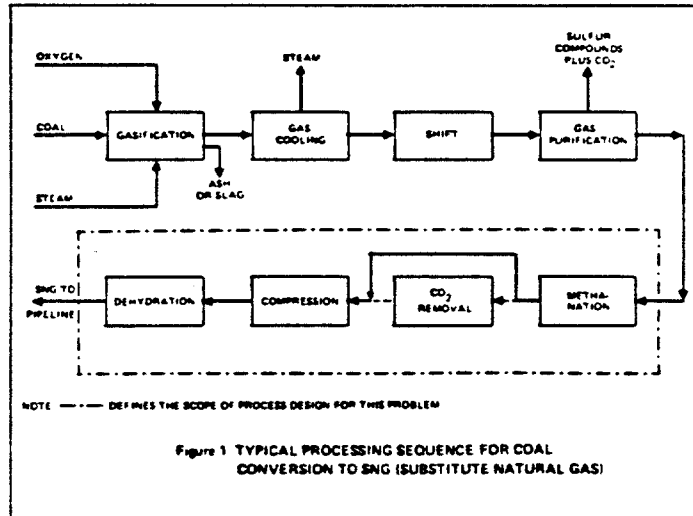 OXYGEN
COAL
STEAM
GASIFICATION
ASH
OR SLAG
STEAM
GAS
COOLING
SHIFT
SULFUR
COMPOUNDS
PLUS CO2
GAS
PURIFICATION
SNG TO
PIPELINE
DEHYDRATION
COMPRESSION
CO2
REMOVAL
METHA-
NATION
NOTE —·— DEFINES THE SCOPE OF PROCESS DESIGN FOR THIS PROBLEM
Figure 1 TYPICAL PROCESSING SEQUENCE FOR COAL
CONVERSION TO SNG (SUBSTITUTE NATURAL GAS)